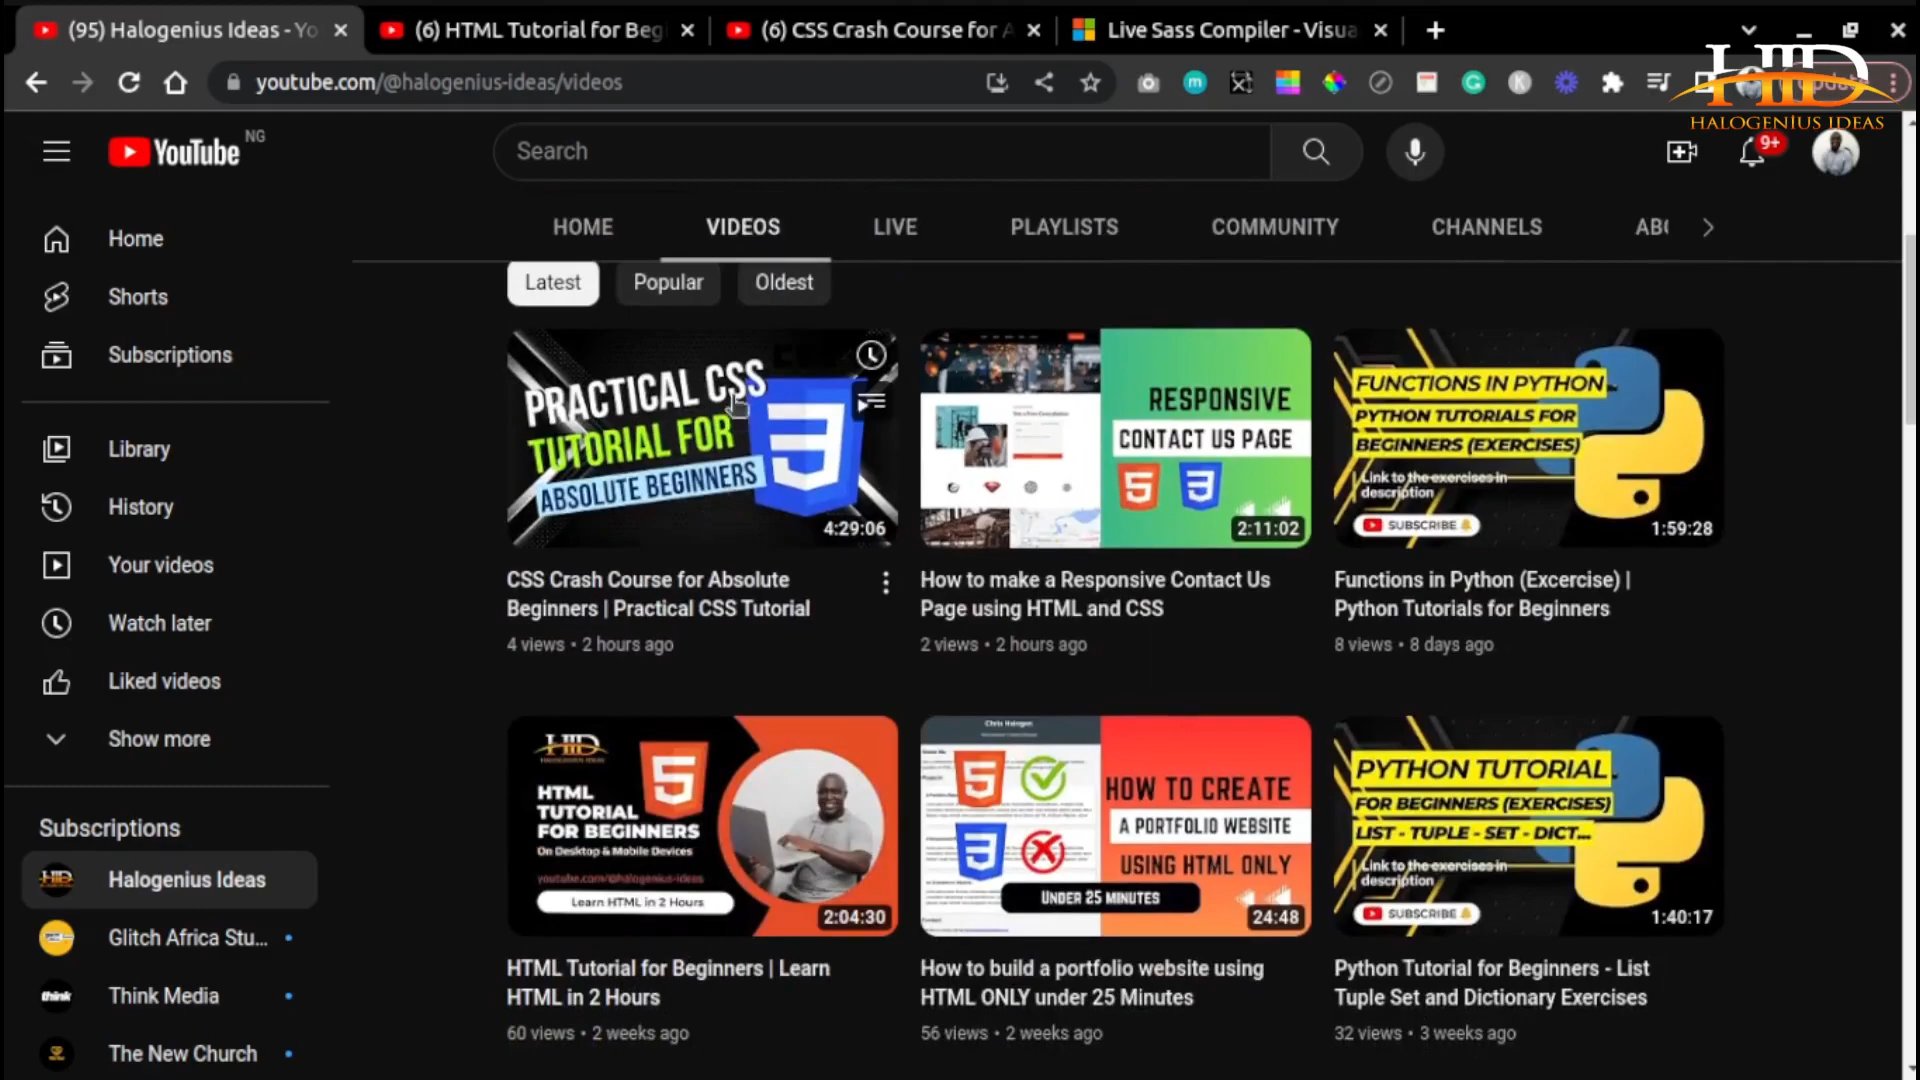 (95) Halogenius Ideas - Yo
(6) HTML Tutorial for Beg
(6) CSS Crash Course for A
Live Sass Compiler - Visua
youtube.com/@halogenius-ideas/videos
HID
HALOGENIUS IDEAS
YouTube NG
Search
9+
HOME VIDEOS LIVE PLAYLISTS COMMUNITY CHANNELS
Latest Popular Oldest
Home
Shorts
Subscriptions
Library
History
Your videos
Watch later
Liked videos
Show more
Subscriptions
Halogenius Ideas
Glitch Africa Stu...
Think Media
The New Church
PRACTICAL CSS
TUTORIAL FOR
ABSOLUTE BEGINNERS
4:29:06
CSS Crash Course for Absolute
Beginners | Practical CSS Tutorial
4 views • 2 hours ago
RESPONSIVE
CONTACT US PAGE
2:11:02
How to make a Responsive Contact Us
Page using HTML and CSS
2 views • 2 hours ago
FUNCTIONS IN PYTHON
PYTHON TUTORIALS FOR
BEGINNERS (EXERCISES)
Link to the exercises in
description
SUBSCRIBE
1:59:28
Functions in Python (Excercise) |
Python Tutorials for Beginners
8 views • 8 days ago
HID
HALOGENIUS IDEAS
HTML
TUTORIAL
FOR BEGINNERS
On Desktop & Mobile Devices
youtube.com/@halogenius-ideas
Learn HTML in 2 Hours
2:04:30
HTML Tutorial for Beginners | Learn
HTML in 2 Hours
60 views • 2 weeks ago
Chris Halogen
HOW TO CREATE
A PORTFOLIO WEBSITE
USING HTML ONLY
UNDER 25 MINUTES
24:48
How to build a portfolio website using
HTML ONLY under 25 Minutes
56 views • 2 weeks ago
PYTHON TUTORIAL
FOR BEGINNERS (EXERCISES)
LIST - TUPLE - SET - DICT...
Link to the exercises in
description
SUBSCRIBE
1:40:17
Python Tutorial for Beginners - List
Tuple Set and Dictionary Exercises
32 views • 3 weeks ago